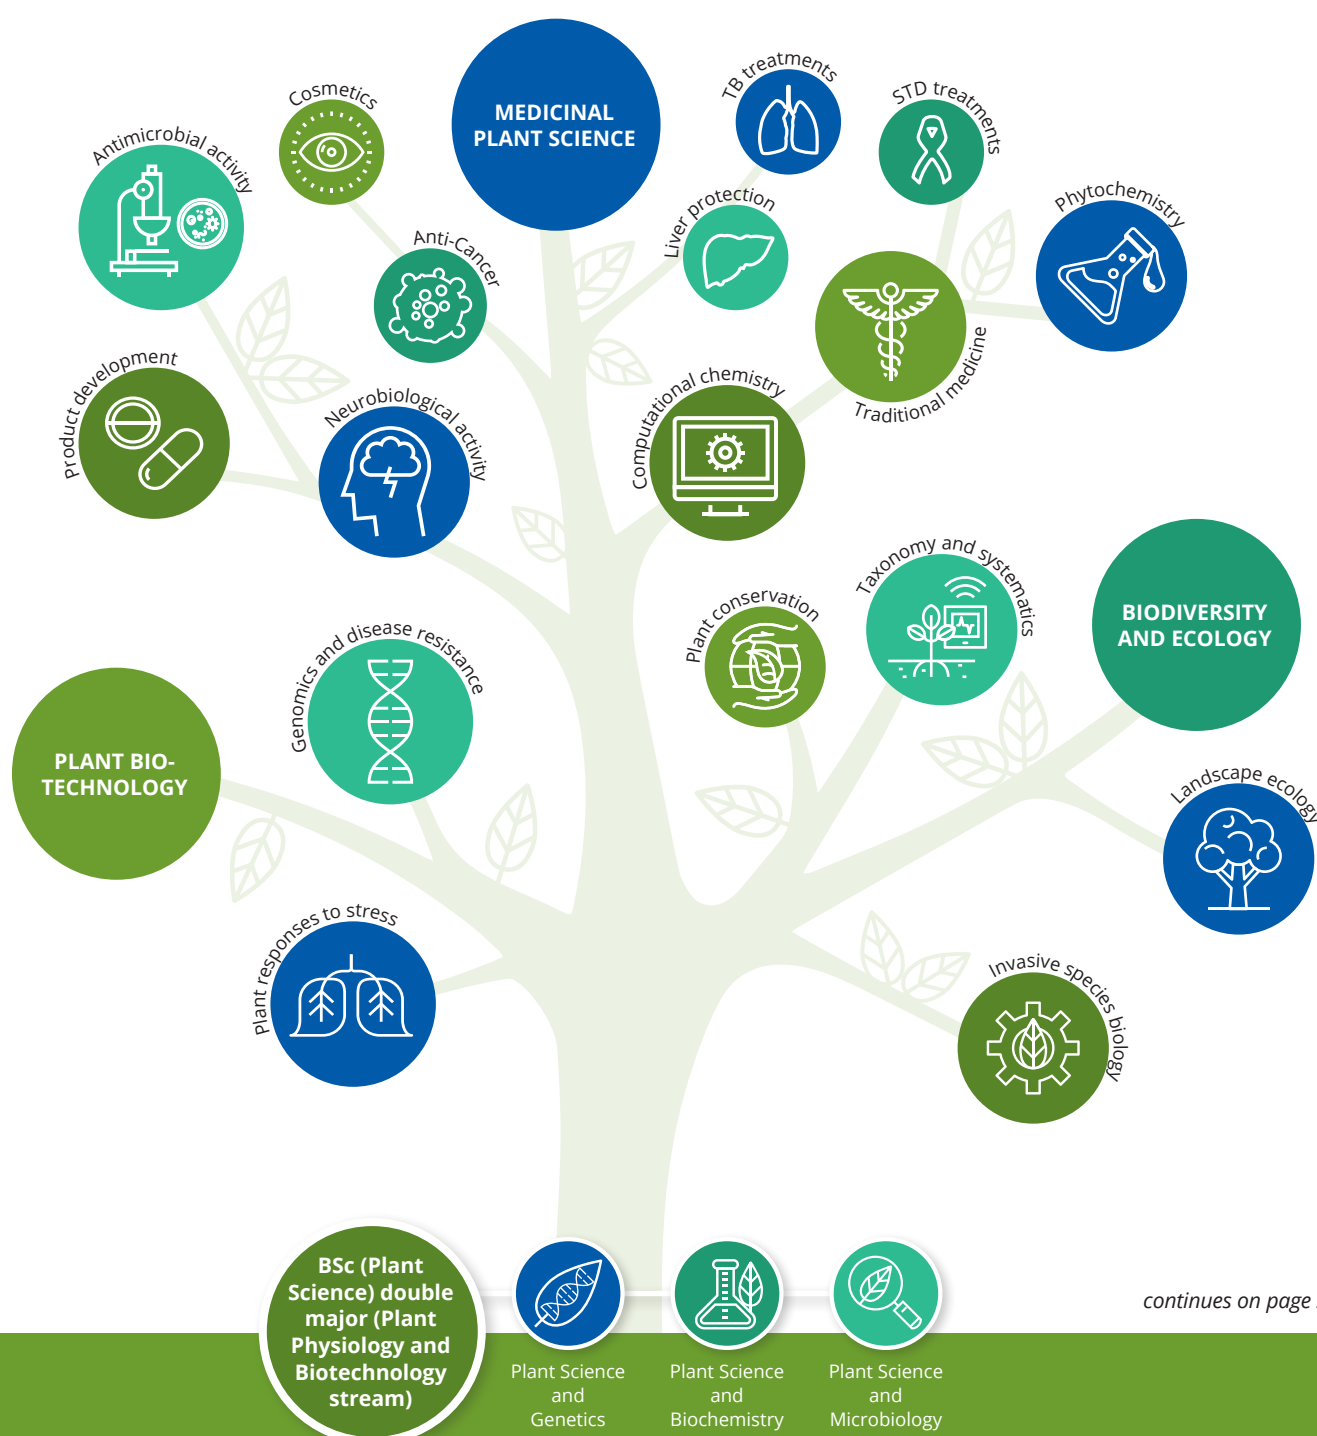 MEDICINAL
PLANT SCIENCE
Cosmetics
TB treatments
STD treatments
Antimicrobial activity
Liver protection
Phytochemistry
Anti-Cancer
Traditional medicine
Product development
Neurobiological activity
Computational chemistry
Taxonomy and systematics
BIODIVERSITY
AND ECOLOGY
Plant conservation
Genomics and disease resistance
PLANT BIO-
TECHNOLOGY
Landscape ecology
Plant responses to stress
Invasive species biology
BSc (Plant
Science) double
major (Plant
Physiology and
Biotechnology
stream)
continues on page
Plant Science
and
Genetics
Plant Science
and
Biochemistry
Plant Science
and
Microbiology